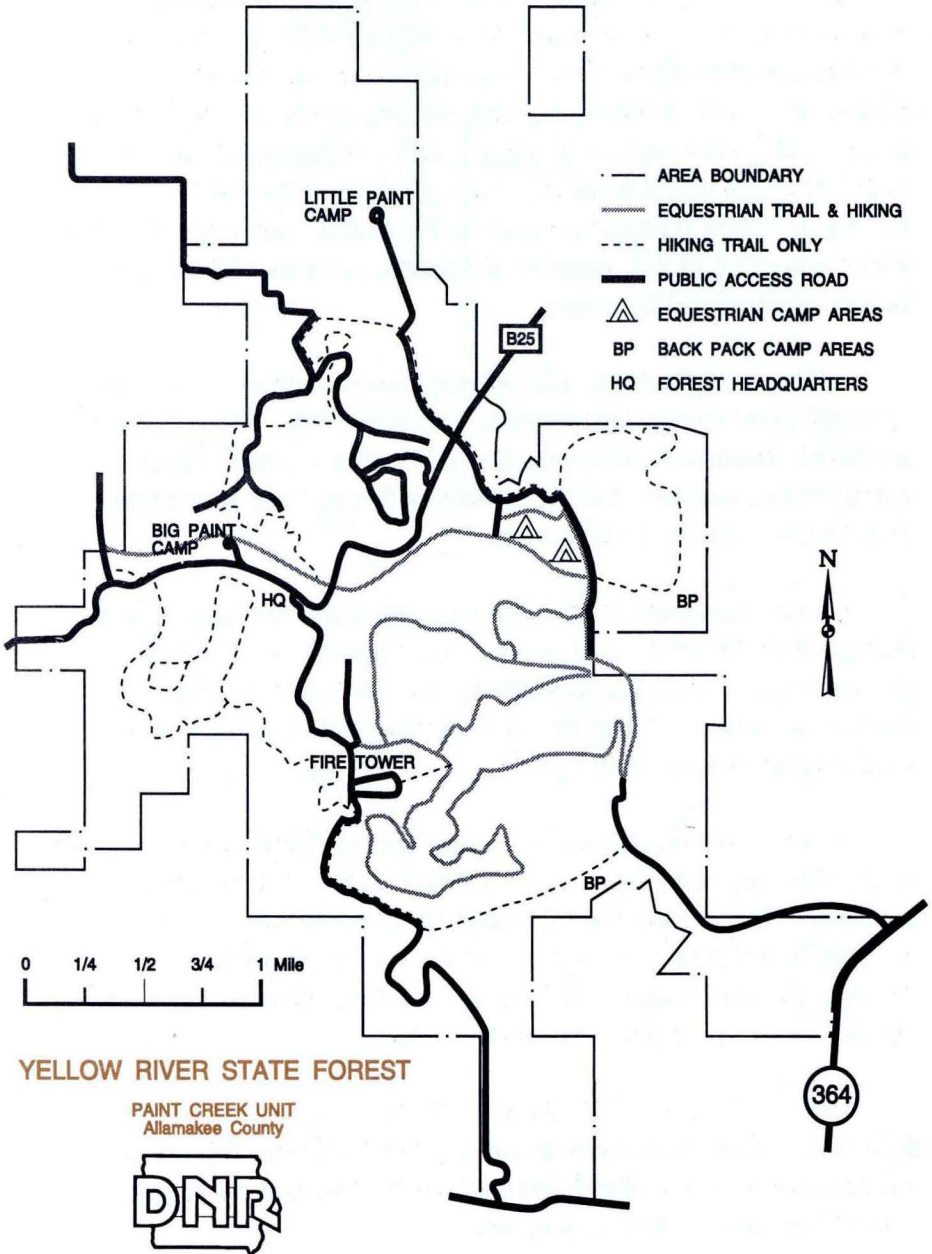 LITTLE PAINT
CAMP
AREA BOUNDARY
EQUESTRIAN TRAIL & HIKING
HIKING TRAIL ONLY
PUBLIC ACCESS ROAD
EQUESTRIAN CAMP AREAS
BP BACK PACK CAMP AREAS
HQ FOREST HEADQUARTERS
B25
BIG PAINT
CAMP
HQ
BP
N
FIRE TOWER
BP
0 1/4 1/2 3/4 1 Mile
364
YELLOW RIVER STATE FOREST
PAINT CREEK UNIT
Allamakee County
DNR